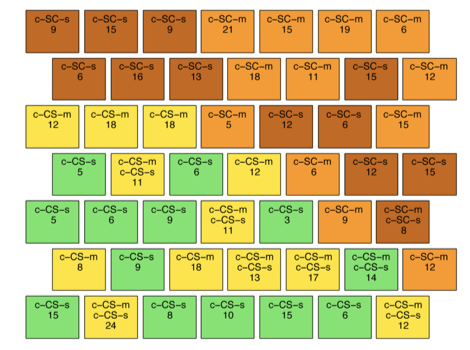 c-SC-s c-SC-s c-SC-s c-SC-m c-SC-m c-SC-m c-SC-m
9 15 9 21 15 19 6
c-SC-s c-SC-s c-SC-s c-SC-m c-SC-m c-SC-s c-SC-m
6 16 13 18 11 15 12
c-CS-m c-CS-m c-CS-m c-SC-m c-SC-s c-SC-s c-SC-m
12 18 18 5 12 6 15
c-CS-s c-CS-m c-CS-s c-CS-m c-SC-m c-SC-s c-SC-s
5 c-CS-s 6 12 6 12 15
11
c-CS-s c-CS-s c-CS-s c-CS-m c-CS-s c-SC-m c-SC-m
5 6 9 c-CS-s 3 9 c-SC-s
11 8
c-CS-m c-CS-s c-CS-m c-CS-m c-CS-m c-CS-m c-SC-m
8 9 18 c-CS-s c-CS-s c-CS-s 12
13 17 14
c-CS-s c-CS-m c-CS-s c-CS-s c-CS-s c-CS-s c-CS-m
15 c-CS-s 8 10 15 6 c-CS-s
24 12